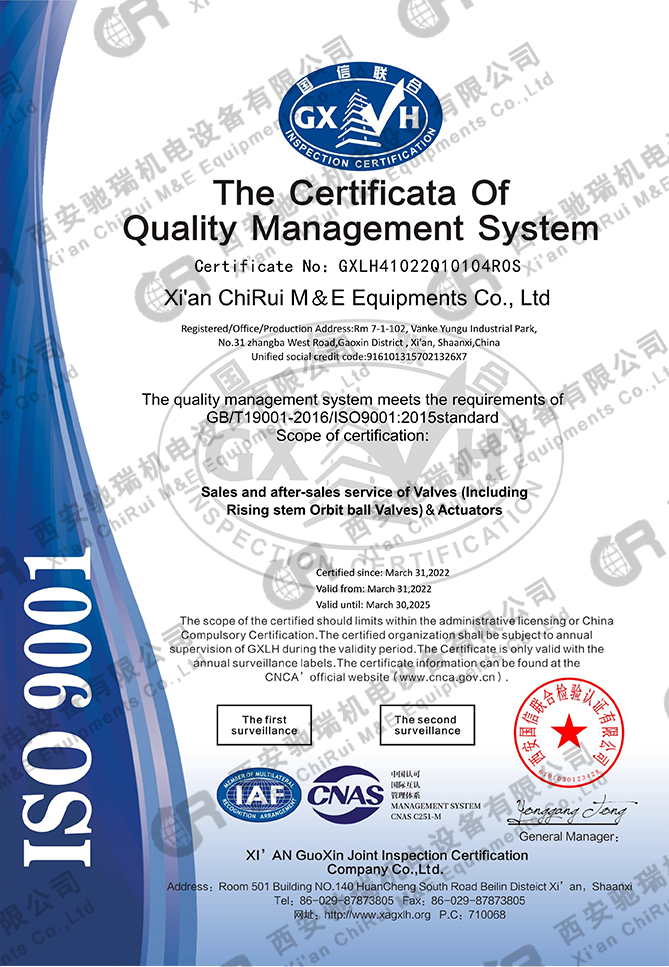 国信联合
GXLH
INSPECTION CERTIFICATION
The Certificata Of
Quality Management System
Certificate No: GXLH41022Q10104R0S
Xi'an ChiRui M&E Equipments Co., Ltd
Registered/Office/Production Address:Rm 7-1-102, Vanke Yungu Industrial Park,
No.31 zhangba West Road,Gaoxin District , Xi'an, Shaanxi,China
Unified social credit code:9161013157021326X7
The quality management system meets the requirements of
GB/T19001-2016/ISO9001:2015standard
Scope of certification:
Sales and after-sales service of Valves (Including
Rising stem Orbit ball Valves)&Actuators
Certified since: March 31,2022
Valid from: March 31,2022
Valid until: March 30,2025
The scope of the certified should limits within the administrative licensing or China
Compulsory Certification.The certified organization shall be subject to annual
supervision of GXLH during the validity period.The Certificate is only valid with the
annual surveillance labels.The certificate information can be found at the
CNCA' official website (www.cnca.gov.cn) .
The first
surveillance
The second
surveillance
西安国信联合检验认证有限公司
6101030123428
MEMBER OF MULTILATERAL
IAF
RECOGNITION ARRANGEMENT
CNAS
中国认可
国际互认
管理体系
MANAGEMENT SYSTEM
CNAS C251-M
Yonggang Tong
General Manager:
XI'AN GuoXin Joint Inspection Certification
Company Co.,Ltd.
Address: Room 501 Building NO.140 HuanCheng South Road Beilin Disteict Xi'an, Shaanxi
Tel: 86-029-87873805 Fax: 86-029-87873805
网址: http://www.xagxlh.org P.C: 710068
ISO 9001
西安驰瑞机电设备有限公司
Xi'an ChiRui M&E Equipments Co.,Ltd